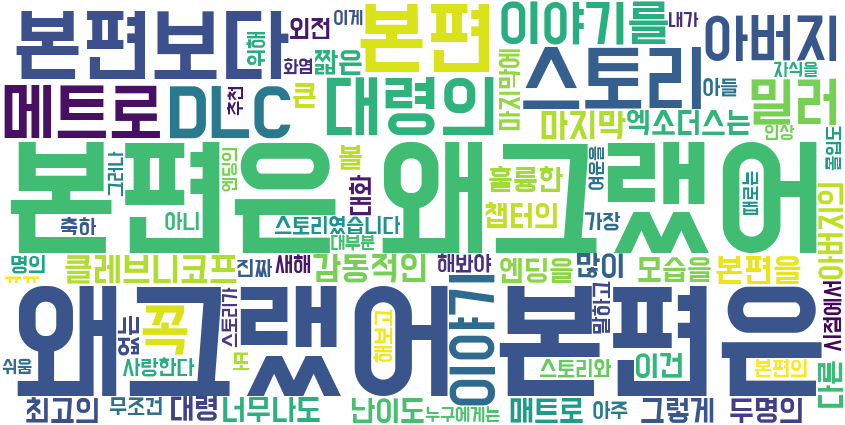 본편보다 위해 외전 화염 이게 짧은 본편 이야기를 내가 스토리 아버지
메트로 추천 DLC 큰 대령의 마지막에 마지막 엑소더스는 아들 자식을 밀러 인상
본편은 왜그랬어
그러나 엔딩의 볼 대화 훌륭한 챕터의 여운을 때로는 몰입도
축하 아니 스토리였습니다 대부분 가장
명의 ㅠㅠ 클레브니코프 진짜 새해 감동적인 해봐야 엔딩을 많이 모습을 본편을 아버지의
왜그랬어 본편은
없는 꼭 스토리가 해보고 이야기 말하고 시점에서
쉬움 사랑한다 또 스토리와 이건 본편의 다른
최고의 무조건 대령 너무나도 난이도 누구에게는 매트로 아주 그렇게 두명의